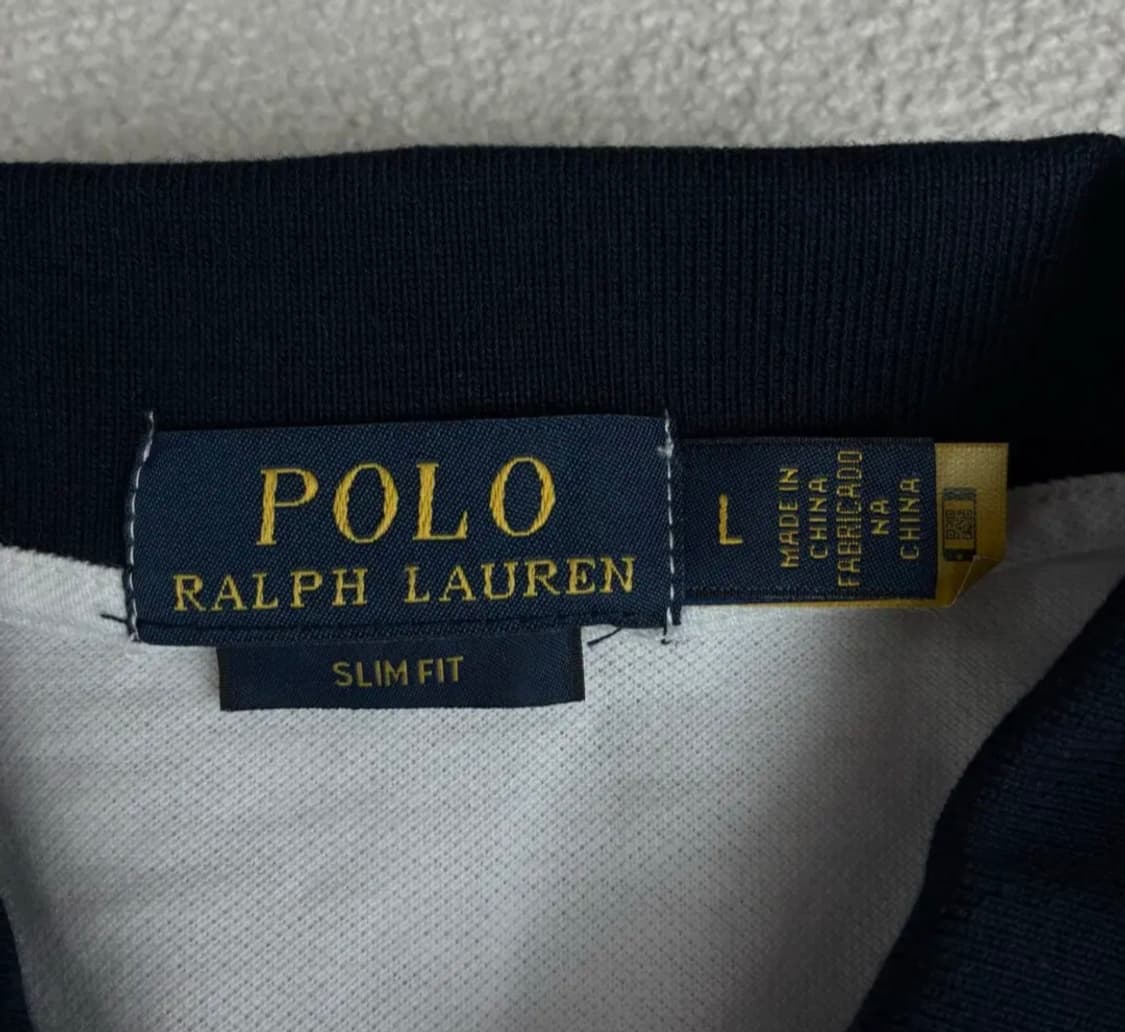 POLO
RALPH LAUREN
SLIM FIT
L
MADE IN
CHINA
FABRICADO
NA
CHINA